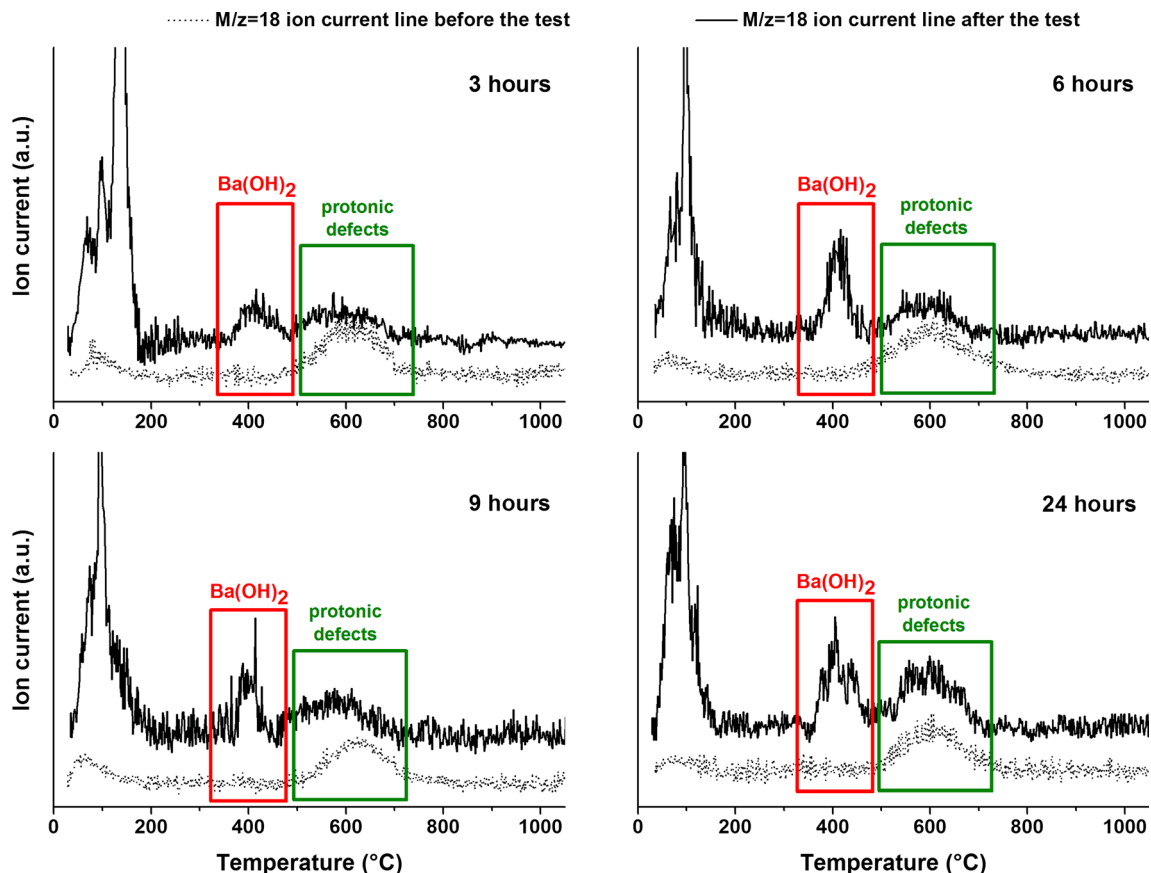 M/z=18 ion current line before the test
M/z=18 ion current line after the test
3 hours
Ion current (a.u.)
Ba(OH)2
protonic
defects
0 200 400 600 800 1000
6 hours
Ba(OH)2
protonic
defects
0 200 400 600 800 1000
9 hours
Ion current (a.u.)
Ba(OH)2
protonic
defects
0 200 400 600 800 1000
Temperature (°C)
24 hours
Ba(OH)2
protonic
defects
0 200 400 600 800 1000
Temperature (°C)